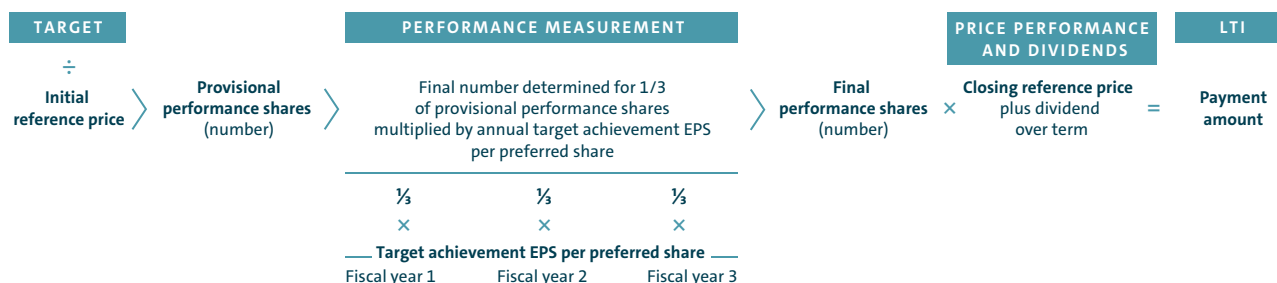 TARGET
÷
Initial
reference price
Provisional
performance shares
(number)
PERFORMANCE MEASUREMENT
Final number determined for 1/3
of provisional performance shares
multiplied by annual target achievement EPS
per preferred share
⅓ ⅓ ⅓
× × ×
Target achievement EPS per preferred share
Fiscal year 1 Fiscal year 2 Fiscal year 3
Final
performance shares
(number)
×
PRICE PERFORMANCE
AND DIVIDENDS
Closing reference price
plus dividend
over term
=
LTI
Payment
amount